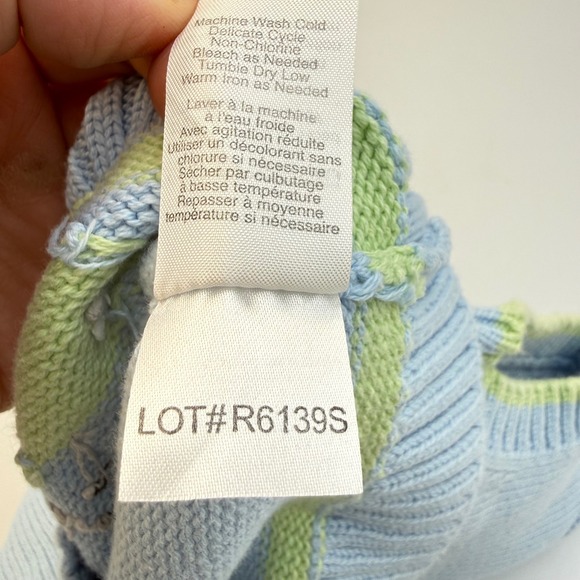 Machine Wash Cold
Delicate Cycle
Non-Chlorine
Bleach as Needed
Tumble Dry Low
Warm Iron as Needed
Laver à la machine
à l'eau froide
Avec agitation réduite
Utiliser un décolorant sans
chlorure si nécessaire
Sécher par culbutage
à basse température
Repasser à moyenne
température si nécessaire
LOT#R6139S